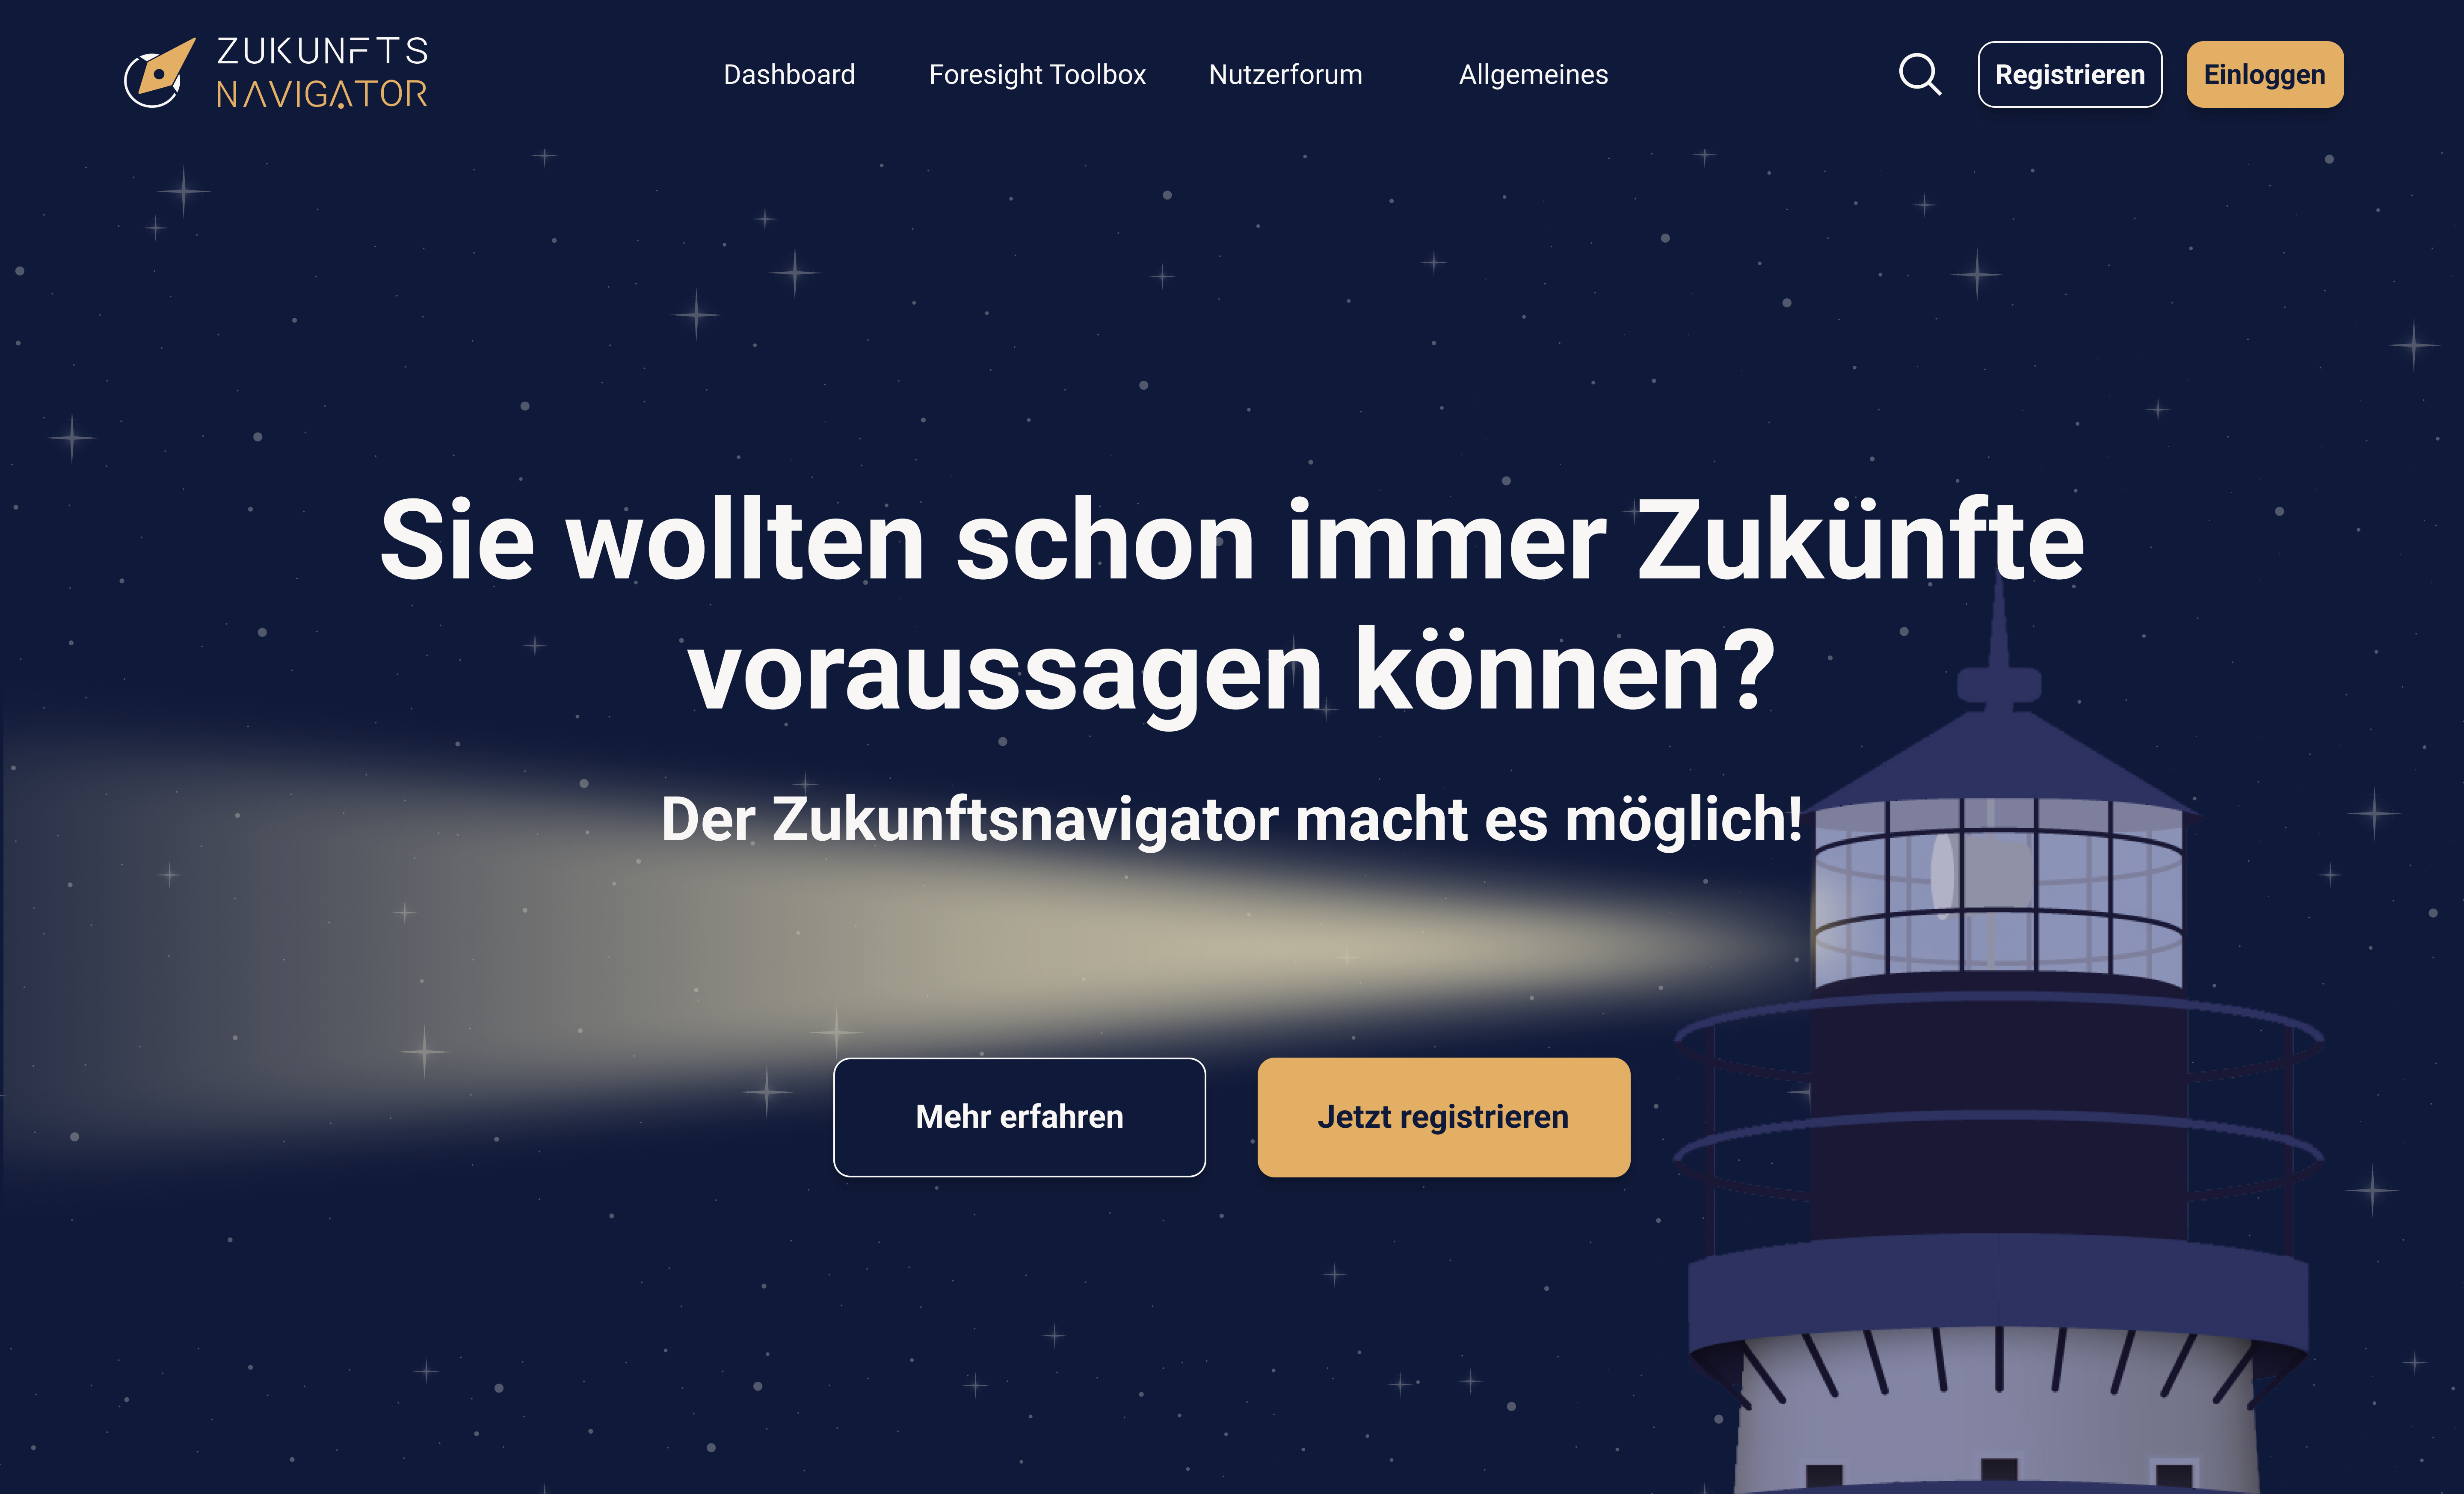 ZUKUNFTS
NAVIGATOR
Dashboard
Foresight Toolbox
Nutzerforum
Allgemeines
Registrieren
Einloggen
Sie wollten schon immer Zukünfte
voraussagen können?
Der Zukunftsnavigator macht es möglich!
Mehr erfahren
Jetzt registrieren